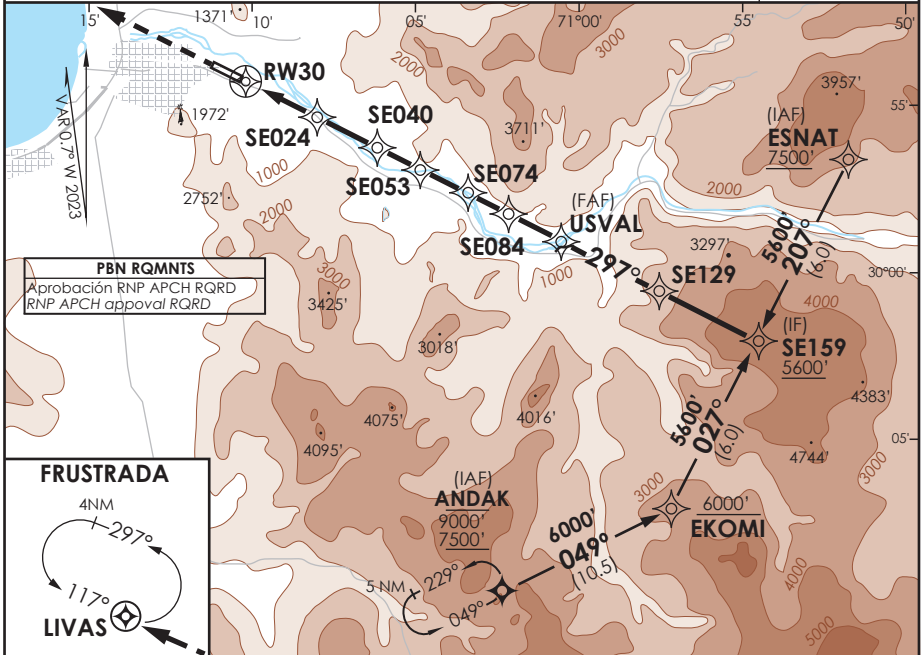 15'
10'
05'
71°00'
55'
50'
1371'
3000
2000
3957'
RW30
(IAF)
ESNAT
7500'
55'
1972'
SE024
SE040
3711'
VAR 0.7° W 2023
1000
SE053
SE074
2000
2752'
2000
(FAF)
USVAL
SE084
5600'
207°
(6.0)
297°
3297'
1000
SE129
30°00'
PBN RQMNTS
Aprobación RNP APCH RQRD
RNP APCH appoval RQRD
3000
3425'
4000
(IF)
SE159
5600'
3018'
4383'
4075'
4016'
5600'
027°
(6.0)
4095'
05'
4744'
3000
FRUSTRADA
4NM
297°
117°
LIVAS
(IAF)
ANDAK
9000'
7500'
3000
6000'
EKOMI
6000'
049°
(10.5)
5 NM
229°
049°
4000
5000